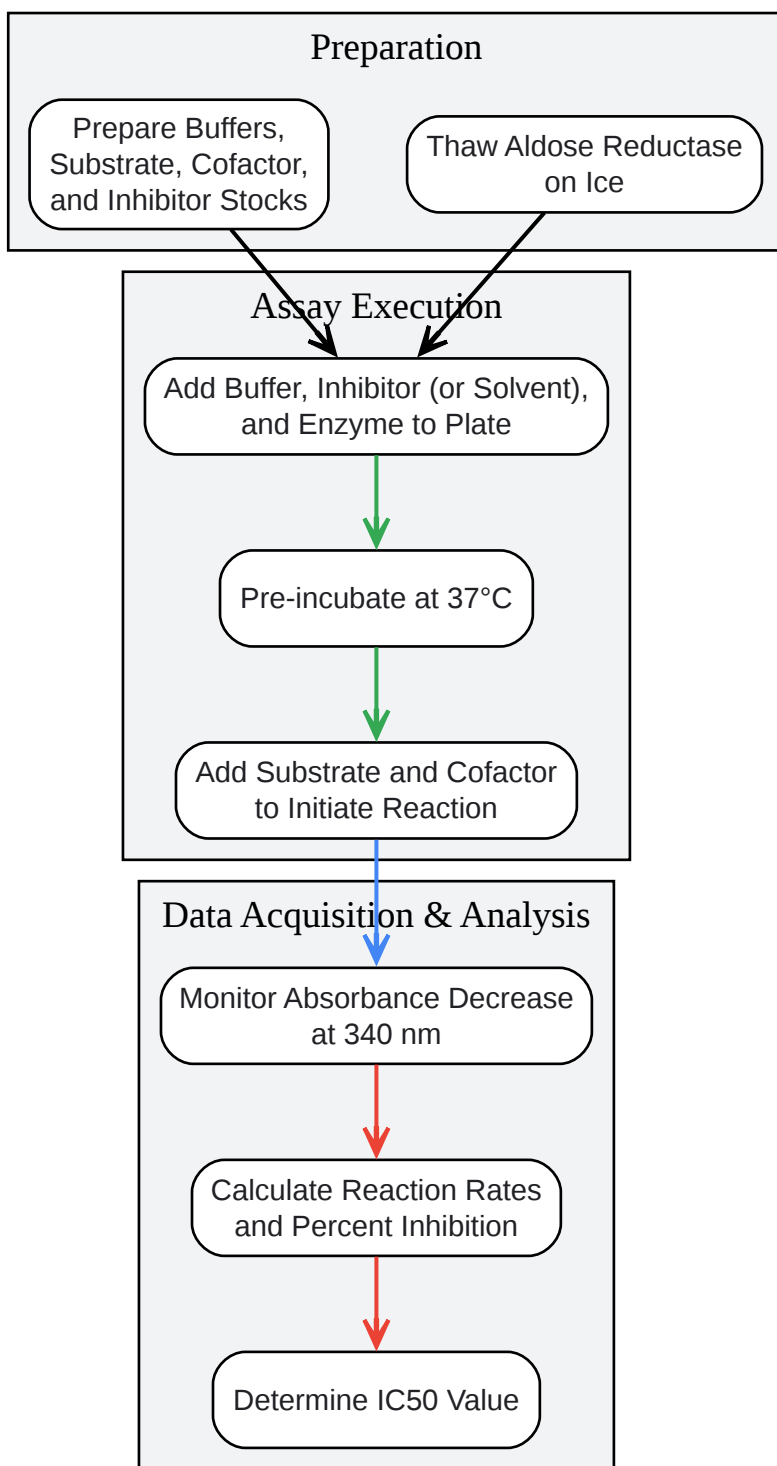 Preparation
Prepare Buffers,
Substrate, Cofactor,
and Inhibitor Stocks
Thaw Aldose Reductase
on Ice
Assay Execution
Add Buffer, Inhibitor (or Solvent),
and Enzyme to Plate
Pre-incubate at 37°C
Add Substrate and Cofactor
to Initiate Reaction
Data Acquisition & Analysis
Monitor Absorbance Decrease
at 340 nm
Calculate Reaction Rates
and Percent Inhibition
Determine IC50 Value